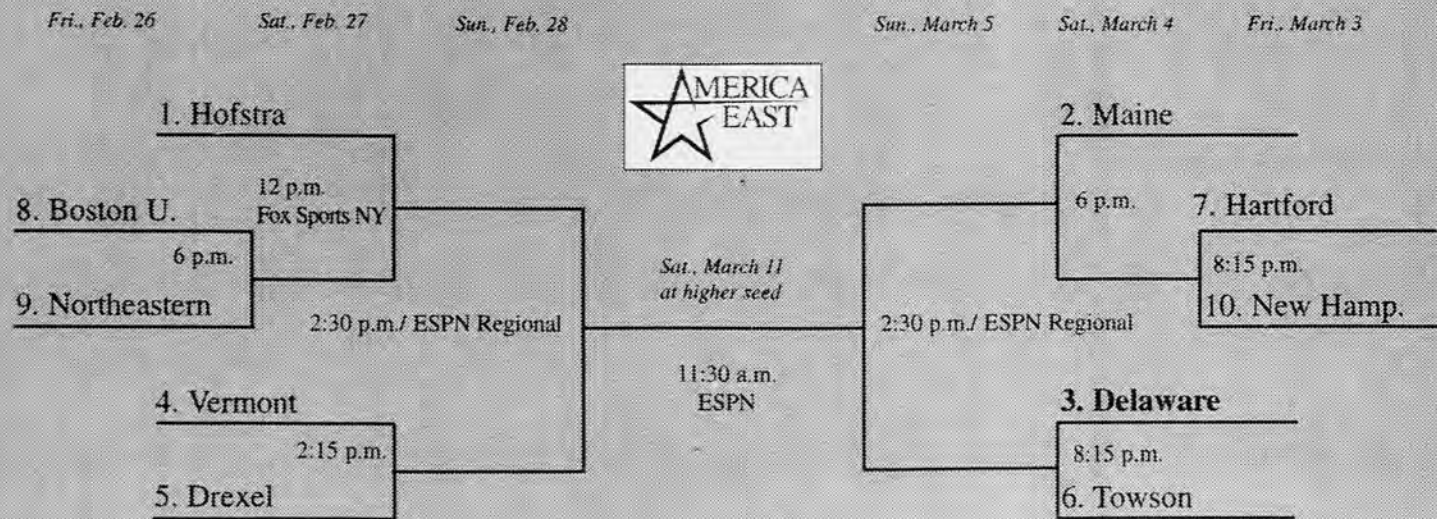 Fri., Feb. 26
Sat., Feb. 27
Sun., Feb. 28
Sun., March 5
Sat., March 4
Fri., March 3
AMERICA
EAST
1. Hofstra
12 p.m.
Fox Sports NY
8. Boston U.
6 p.m.
9. Northeastern
2:30 p.m./ ESPN Regional
4. Vermont
2:15 p.m.
5. Drexel
Sat., March 11
at higher seed
11:30 a.m.
ESPN
2. Maine
6 p.m.
7. Hartford
8:15 p.m.
10. New Hamp.
2:30 p.m./ ESPN Regional
3. Delaware
8:15 p.m.
6. Towson